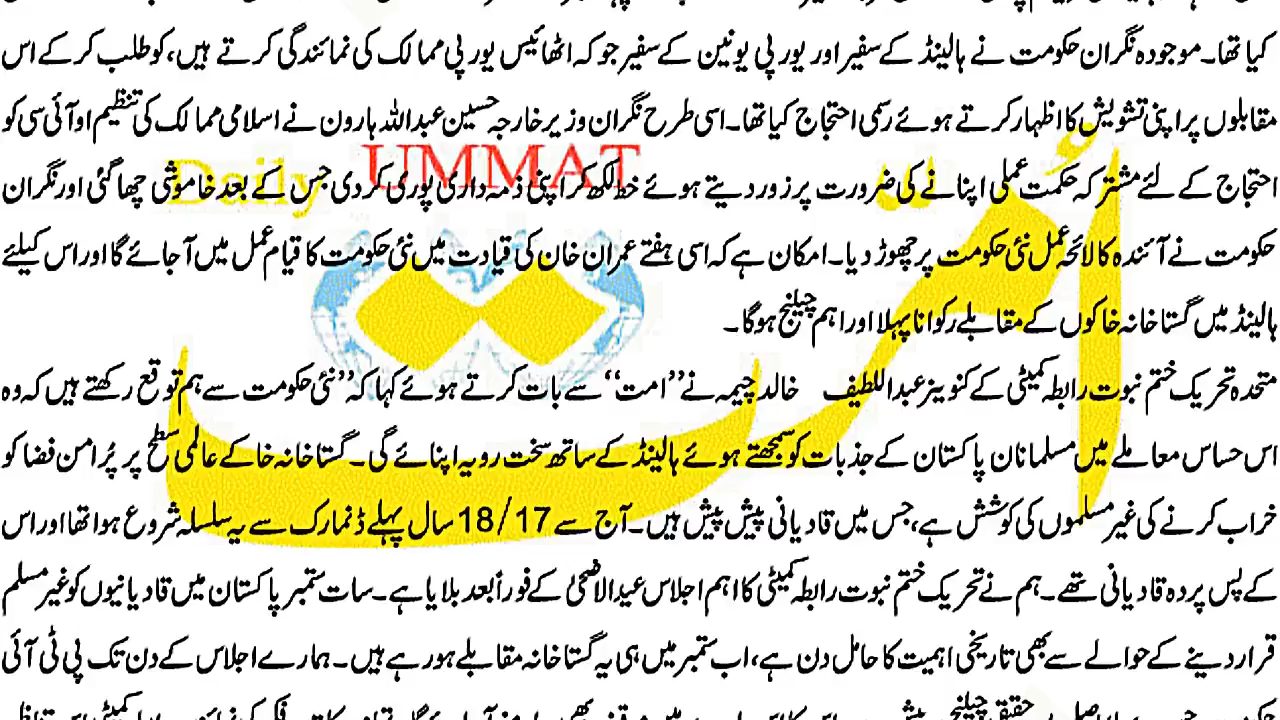 کیا تھا۔ موجودہ نگران حکومت نے ہالینڈ کے سفیر اور یورپی یونین کے سفیر جو کہ اٹھائیس یورپی ممالک کی نمائندگی کرتے ہیں، کو طلب کر کے اس
مقابلوں پر اپنی تشویش کا اظہار کرتے ہوئے رسمی احتجاج کیا تھا۔ اسی طرح نگران وزیر خارجہ حسین عبداللہ ہارون نے اسلامی ممالک کی تنظیم او آئی سی کو
احتجاج کے لئے مشترکہ حکمت عملی اپنانے کی ضرورت پر زور دیتے ہوئے خط لکھ کر اپنی ذمہ داری پوری کر دی جس کے بعد خاموشی چھا گئی اور نگران
حکومت نے آئندہ کا لائحہ عمل نئی حکومت پر چھوڑ دیا۔ امکان ہے کہ اسی ہفتے عمران خان کی قیادت میں نئی حکومت کا قیام عمل میں آجائے گا اور اس کیلئے
ہالینڈ میں گستاخانہ خاکوں کے مقابلے رکوانا پہلا اور اہم چیلنج ہوگا۔
متحدہ تحریک ختم نبوت رابطہ کمیٹی کے کنوینر عبداللطیف خالد چیمہ نے ’’امت‘‘ سے بات کرتے ہوئے کہا کہ ’’نئی حکومت سے ہم توقع رکھتے ہیں کہ وہ
اس حساس معاملے میں مسلمانان پاکستان کے جذبات کو سمجھتے ہوئے ہالینڈ کے ساتھ سخت رویہ اپنائے گی۔ گستاخانہ خاکے عالمی سطح پر پُر امن فضا کو
خراب کرنے کی غیر مسلموں کی کوشش ہے، جس میں قادیانی پیش پیش ہیں۔ آج سے 18/17 سال پہلے ڈنمارک سے یہ سلسلہ شروع ہوا تھا اور اس
کے پس پردہ قادیانی تھے۔ ہم نے تحریک ختم نبوت رابطہ کمیٹی کا اہم اجلاس عید الاضحیٰ کے فوراً بعد بلایا ہے۔ سات ستمبر پاکستان میں قادیانیوں کو غیر مسلم
قرار دینے کے حوالے سے بھی تاریخی اہمیت کا حامل دن ہے، اب ستمبر میں ہی یہ گستاخانہ مقابلے ہو رہے ہیں۔ ہمارے اجلاس کے دن تک پی ٹی آئی
Daily UMMAT
امت